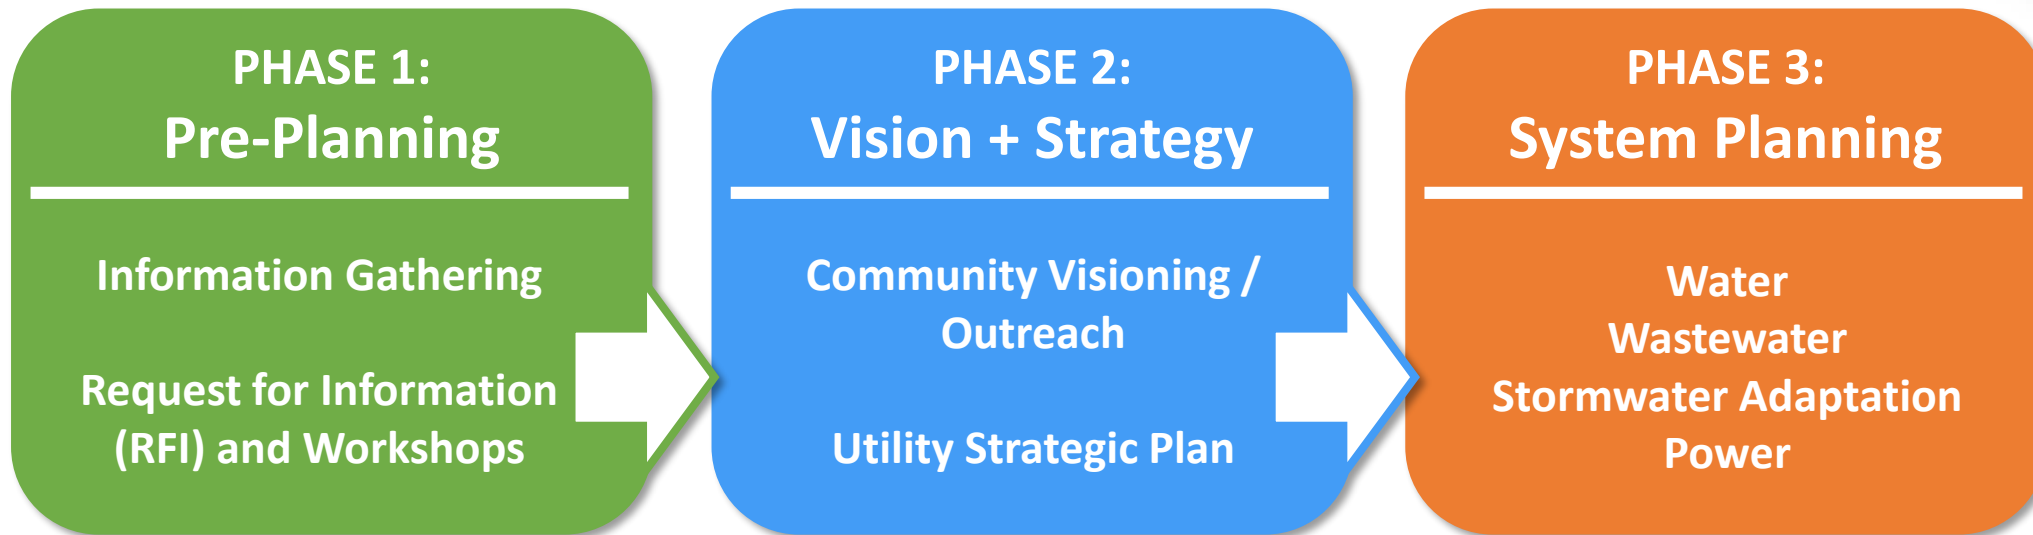 PHASE 1:
Pre-Planning
Information Gathering
Request for Information
(RFI) and Workshops
PHASE 2:
Vision + Strategy
Community Visioning /
Outreach
Utility Strategic Plan
PHASE 3:
System Planning
Water
Wastewater
Stormwater Adaptation
Power